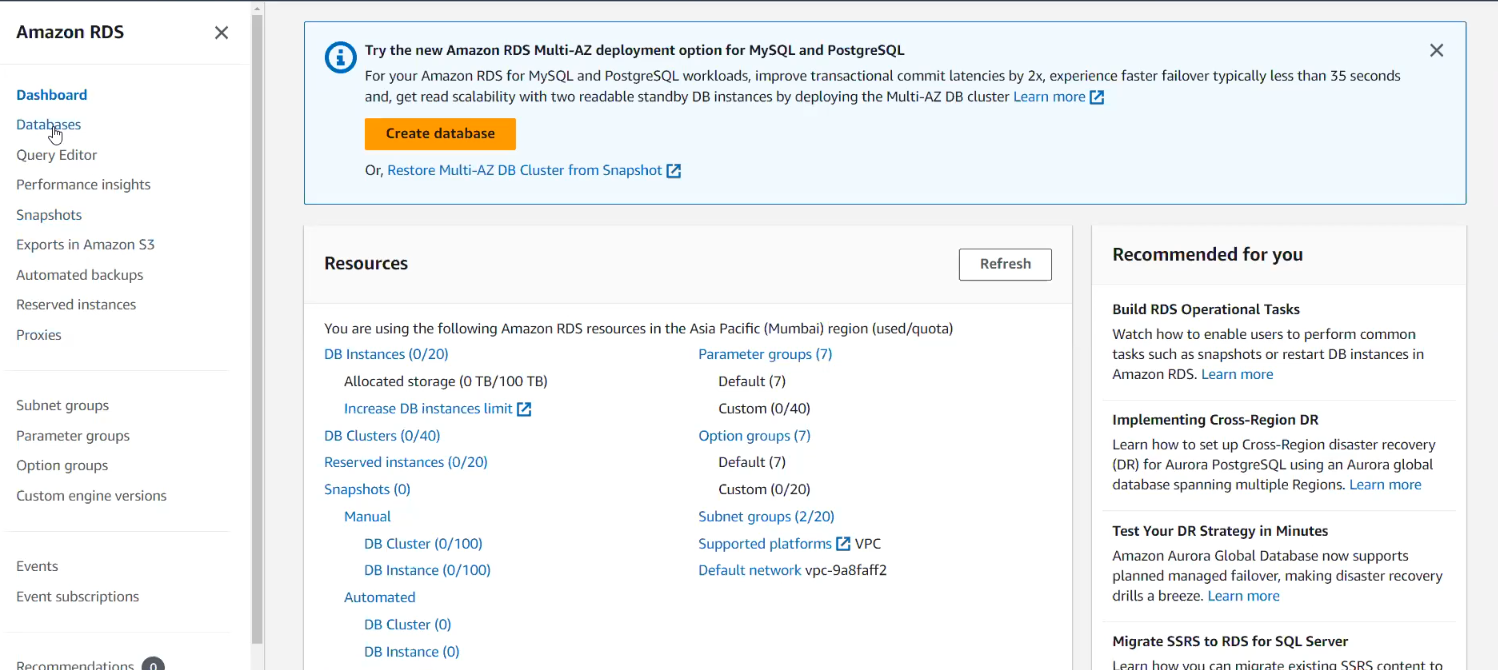 Amazon RDS
Dashboard
Databases
Query Editor
Performance insights
Snapshots
Exports in Amazon S3
Automated backups
Reserved instances
Proxies
Subnet groups
Parameter groups
Option groups
Custom engine versions
Events
Event subscriptions
Recommendations 0
Try the new Amazon RDS Multi-AZ deployment option for MySQL and PostgreSQL
For your Amazon RDS for MySQL and PostgreSQL workloads, improve transactional commit latencies by 2x, experience faster failover typically less than 35 seconds
and, get read scalability with two readable standby DB instances by deploying the Multi-AZ DB cluster Learn more
Create database
Or, Restore Multi-AZ DB Cluster from Snapshot
Resources
Refresh
You are using the following Amazon RDS resources in the Asia Pacific (Mumbai) region (used/quota)
DB Instances (0/20)
Allocated storage (0 TB/100 TB)
Increase DB instances limit
DB Clusters (0/40)
Reserved instances (0/20)
Snapshots (0)
Manual
DB Cluster (0/100)
DB Instance (0/100)
Automated
DB Cluster (0)
DB Instance (0)
Parameter groups (7)
Default (7)
Custom (0/40)
Option groups (7)
Default (7)
Custom (0/20)
Subnet groups (2/20)
Supported platforms VPC
Default network vpc-9a8faff2
Recommended for you
Build RDS Operational Tasks
Watch how to enable users to perform common
tasks such as snapshots or restart DB instances in
Amazon RDS. Learn more
Implementing Cross-Region DR
Learn how to set up Cross-Region disaster recovery
(DR) for Aurora PostgreSQL using an Aurora global
database spanning multiple Regions. Learn more
Test Your DR Strategy in Minutes
Amazon Aurora Global Database now supports
planned managed failover, making disaster recovery
drills a breeze. Learn more
Migrate SSRS to RDS for SQL Server
Learn how you can migrate existing SSRS content to